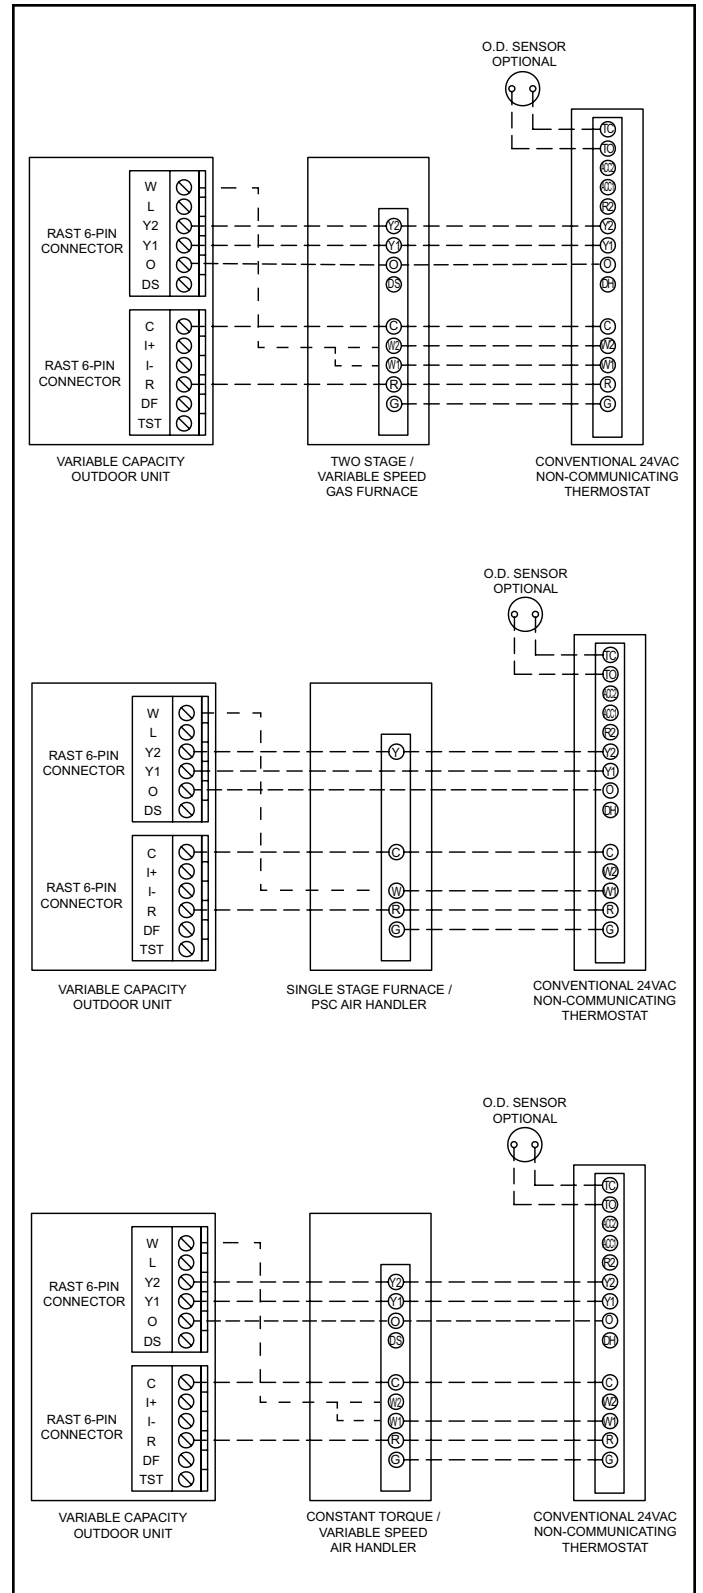 O.D. SENSOR
OPTIONAL
TC
TO
ACC2
ACC1
R2
Y2
Y1
O
DH
C
W2
W1
R
G
RAST 6-PIN
CONNECTOR
W
L
Y2
Y1
O
DS
RAST 6-PIN
CONNECTOR
C
I+
I-
R
DF
TST
Y2
Y1
O
DS
C
W2
W1
R
G
VARIABLE CAPACITY
OUTDOOR UNIT
TWO STAGE /
VARIABLE SPEED
GAS FURNACE
CONVENTIONAL 24VAC
NON-COMMUNICATING
THERMOSTAT
O.D. SENSOR
OPTIONAL
TC
TO
ACC2
ACC1
R2
Y2
Y1
O
DH
C
W2
W1
R
G
RAST 6-PIN
CONNECTOR
W
L
Y2
Y1
O
DS
RAST 6-PIN
CONNECTOR
C
I+
I-
R
DF
TST
Y
C
W
R
G
VARIABLE CAPACITY
OUTDOOR UNIT
SINGLE STAGE FURNACE /
PSC AIR HANDLER
CONVENTIONAL 24VAC
NON-COMMUNICATING
THERMOSTAT
O.D. SENSOR
OPTIONAL
TC
TO
ACC2
ACC1
R2
Y2
Y1
O
DH
C
W2
W1
R
G
RAST 6-PIN
CONNECTOR
W
L
Y2
Y1
O
DS
RAST 6-PIN
CONNECTOR
C
I+
I-
R
DF
TST
Y2
Y1
O
DS
C
W2
W1
R
G
VARIABLE CAPACITY
OUTDOOR UNIT
CONSTANT TORQUE /
VARIABLE SPEED
AIR HANDLER
CONVENTIONAL 24VAC
NON-COMMUNICATING
THERMOSTAT